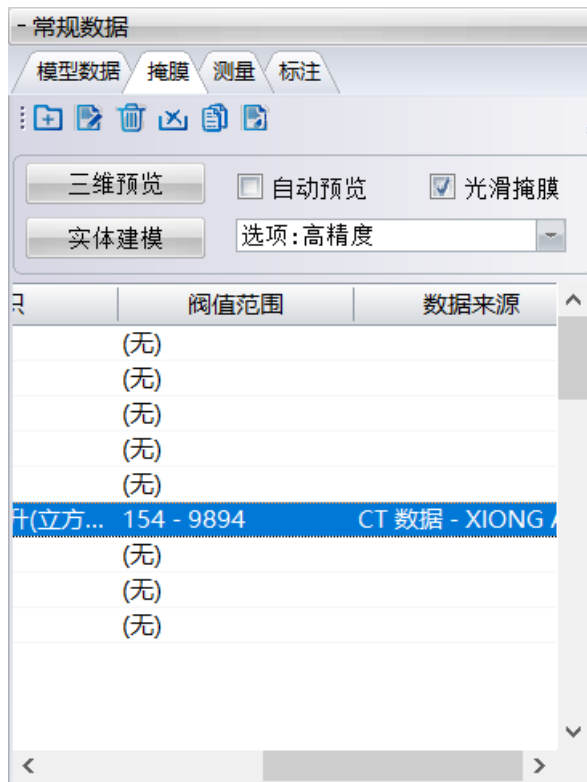 - 常规数据
模型数据 掩膜 测量 标注
三维预览 自动预览 光滑掩膜
实体建模 选项:高精度
阀值范围 数据来源
(无)
(无)
(无)
(无)
(无)
升(立方... 154 - 9894 CT 数据 - XIONG
(无)
(无)
(无)